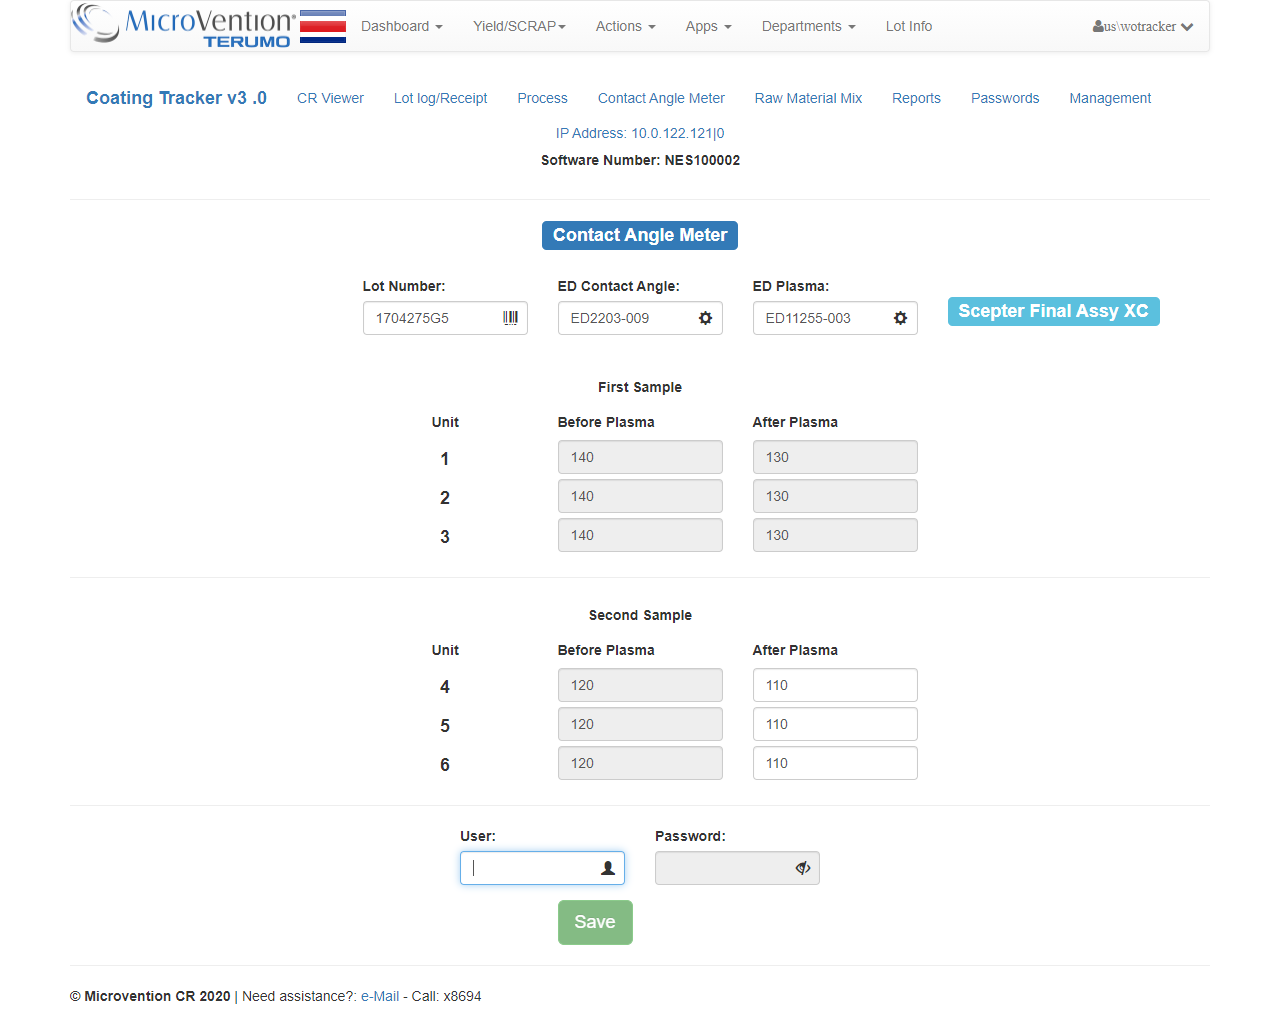 MicroVention TERUMO Dashboard Yield/SCRAP Actions Apps Departments Lot Info us\wotracker
Coating Tracker v3 .0 CR Viewer Lot log/Receipt Process Contact Angle Meter Raw Material Mix Reports Passwords Management
IP Address: 10.0.122.121|0
Software Number: NES100002
Contact Angle Meter
Lot Number: ED Contact Angle: ED Plasma:
1704275G5 ED2203-009 ED11255-003 Scepter Final Assy XC
First Sample
Unit Before Plasma After Plasma
1 140 130
2 140 130
3 140 130
Second Sample
Unit Before Plasma After Plasma
4 120 110
5 120 110
6 120 110
User: Password:
Save
© Microvention CR 2020 | Need assistance?: e-Mail - Call: x8694